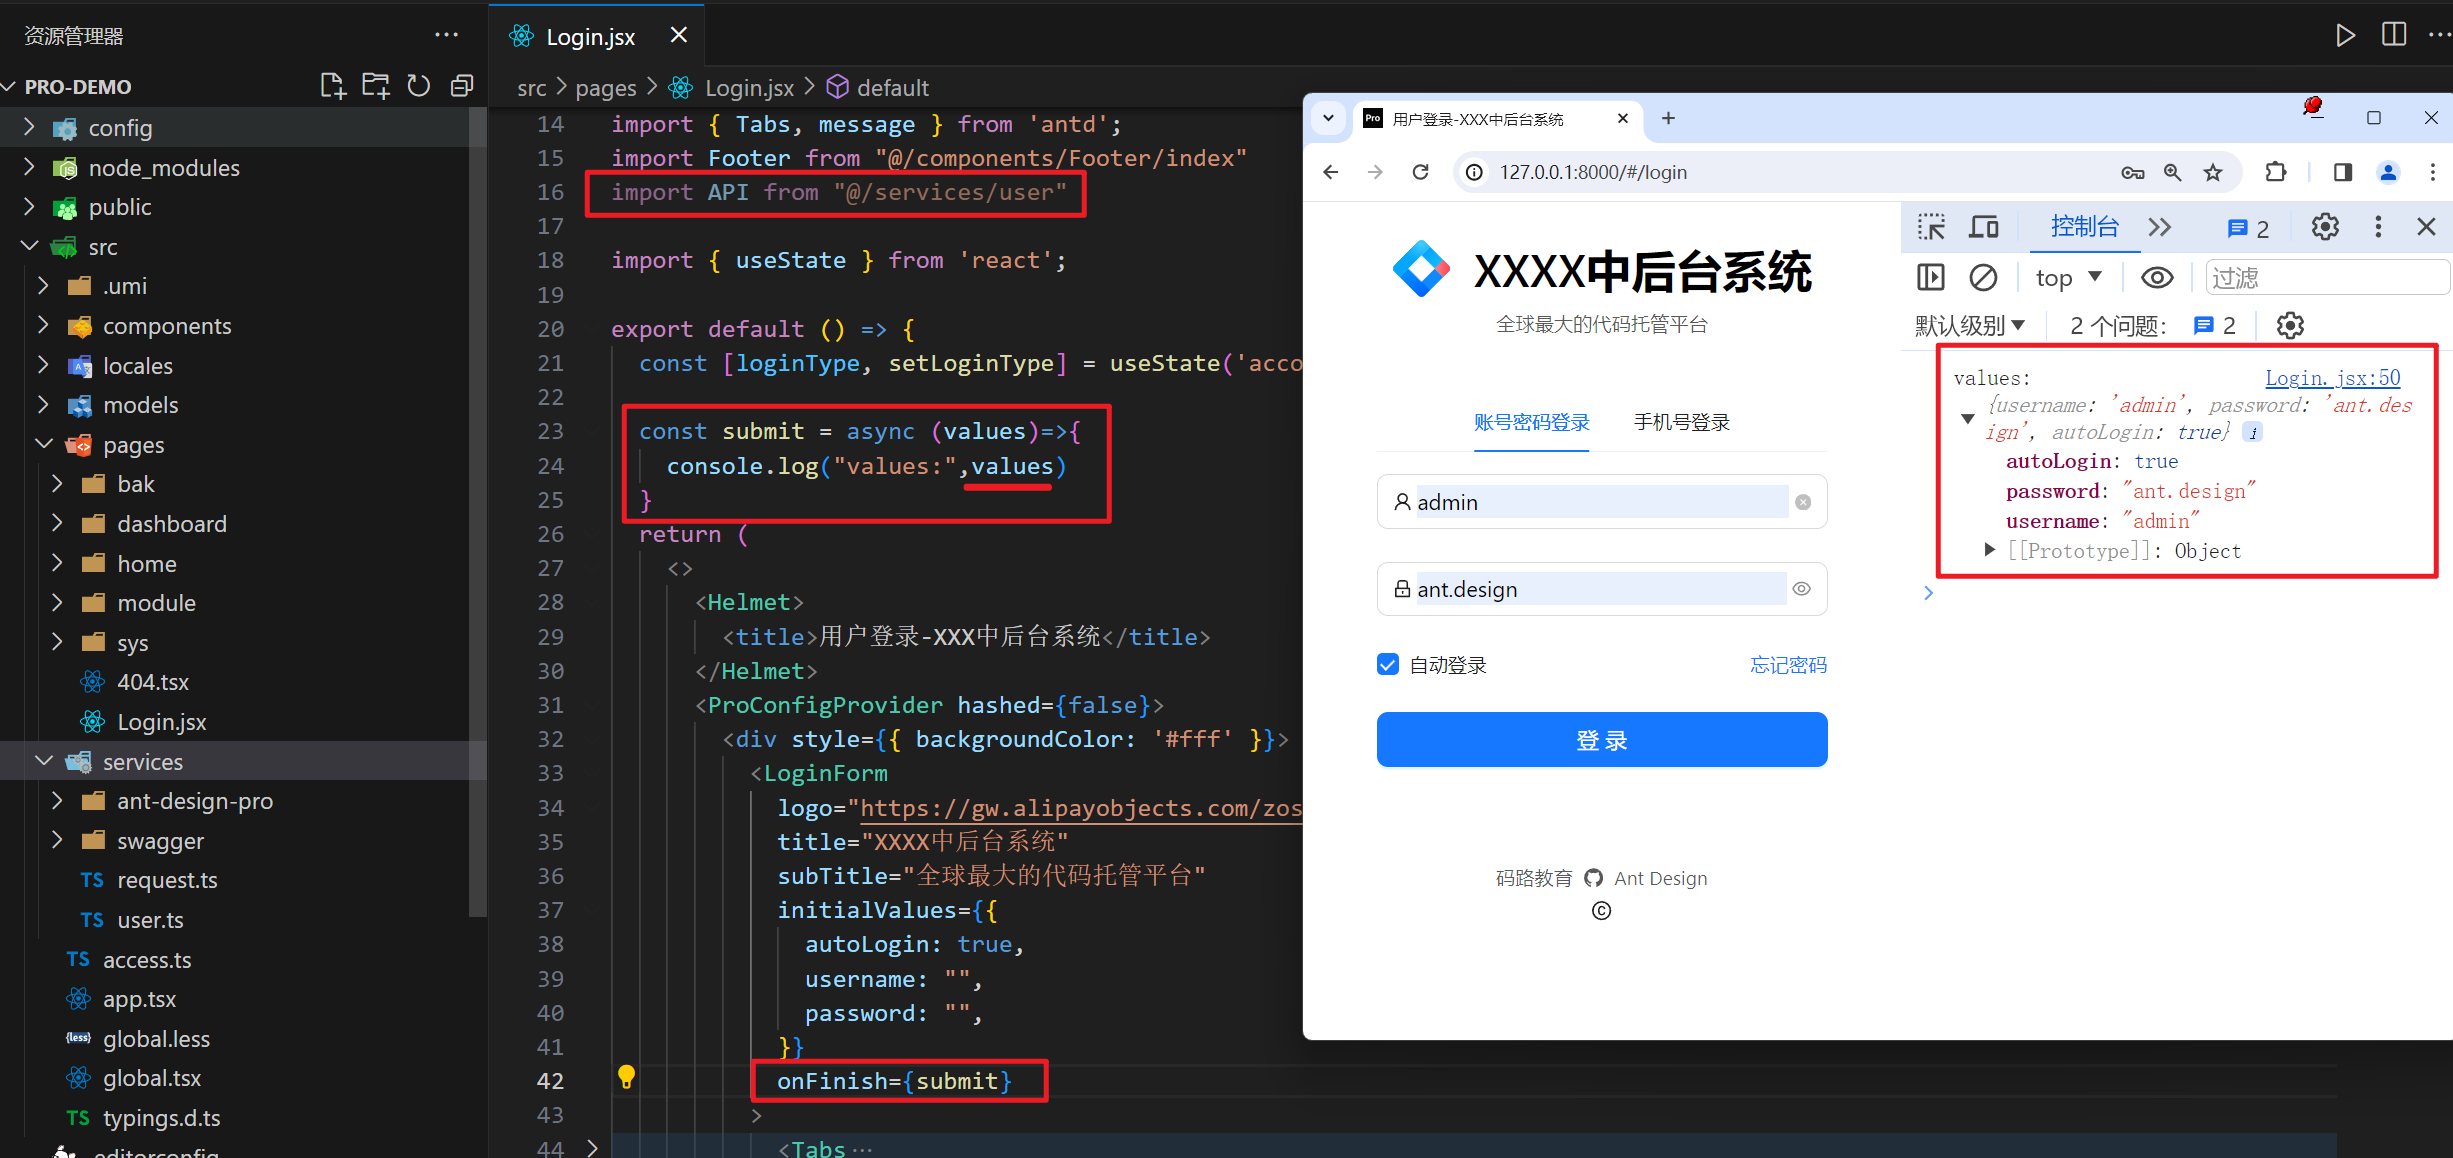 资源管理器
PRO-DEMO
config
node_modules
public
src
.umi
components
locales
models
pages
bak
dashboard
home
module
sys
404.tsx
Login.jsx
services
ant-design-pro
swagger
TS request.ts
TS user.ts
TS access.ts
app.tsx
{less} global.less
global.tsx
TS typings.d.ts
.editorconfig
Login.jsx
src > pages > Login.jsx > default
14 import { Tabs, message } from 'antd';
15 import Footer from "@/components/Footer/index"
16 import API from "@/services/user"
17
18 import { useState } from 'react';
19
20 export default () => {
21 const [loginType, setLoginType] = useState('acco
22
23 const submit = async (values)=>{
24 console.log("values:",values)
25 }
26 return (
27 <>
28 <Helmet>
29 <title>用户登录-XXX中后台系统</title>
30 </Helmet>
31 <ProConfigProvider hashed={false}>
32 <div style={{ backgroundColor: '#fff' }}>
33 <LoginForm
34 logo="https://gw.alipayobjects.com/zos
35 title="XXXX中后台系统"
36 subTitle="全球最大的代码托管平台"
37 initialValues={{
38 autoLogin: true,
39 username: "",
40 password: "",
41 }}
42 onFinish={submit}
43 >
44 <Tabs…
Pro 用户登录-XXX中后台系统
127.0.0.1:8000/#/login
XXXX中后台系统
全球最大的代码托管平台
账号密码登录 手机号登录
admin
ant.design
自动登录 忘记密码
登 录
码路教育 Ant Design
©
控制台 2
top 过滤
默认级别 2 个问题: 2
values: Login.jsx:50
{username: 'admin', password: 'ant.des
ign', autoLogin: true} i
autoLogin: true
password: "ant.design"
username: "admin"
[[Prototype]]: Object